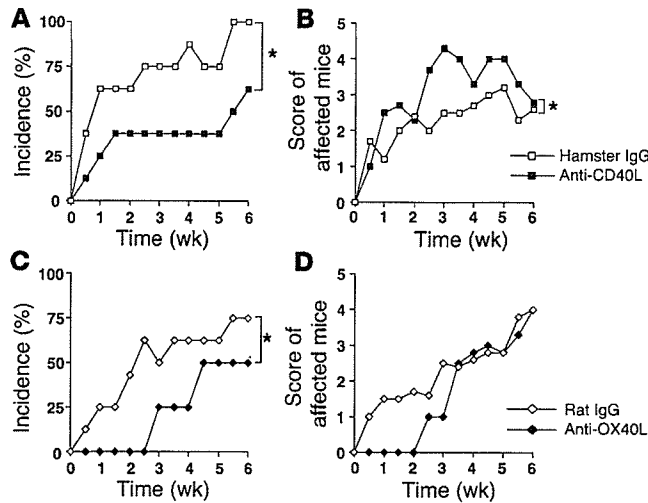 A
100
75
50
25
0
Incidence (%)
*
0 1 2 3 4 5 6
Time (wk)
B
5
4
3
2
1
0
Score of
affected mice
*
Hamster IgG
Anti-CD40L
0 1 2 3 4 5 6
Time (wk)
C
100
75
50
25
0
Incidence (%)
*
0 1 2 3 4 5 6
Time (wk)
D
5
4
3
2
1
0
Score of
affected mice
Rat IgG
Anti-OX40L
0 1 2 3 4 5 6
Time (wk)